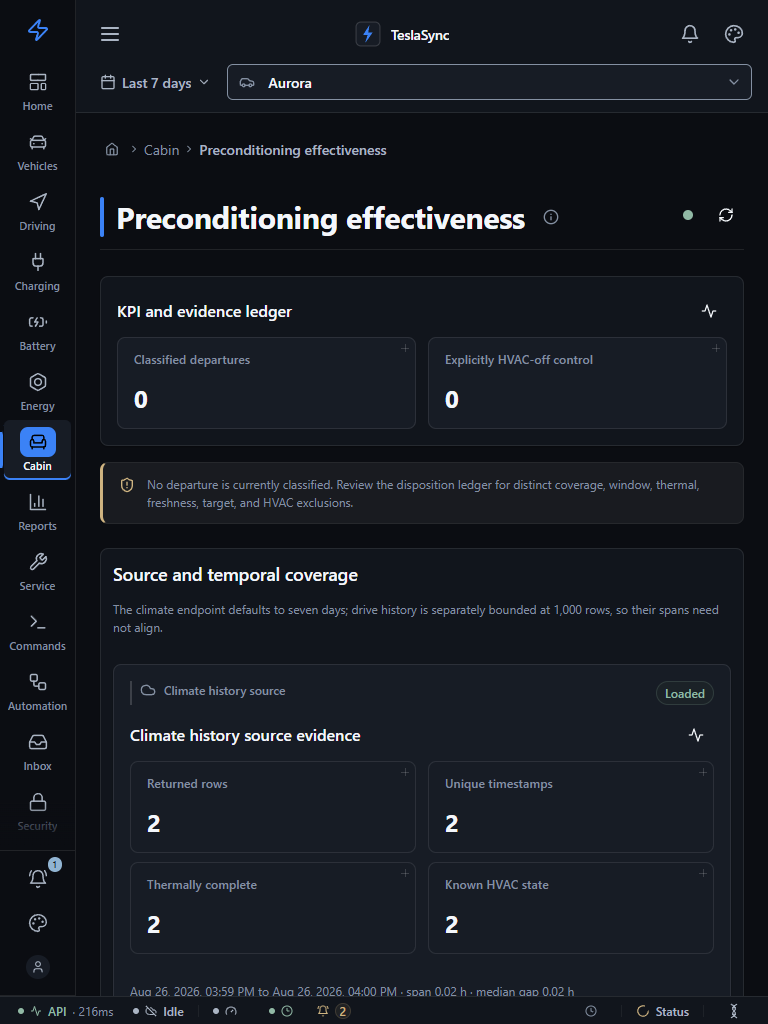 TeslaSync
Last 7 days
Aurora
Home
Vehicles
Driving
Charging
Battery
Energy
Cabin
Reports
Service
Commands
Automation
Inbox
Security
1
Cabin
Preconditioning effectiveness
Preconditioning effectiveness
KPI and evidence ledger
Classified departures
0
Explicitly HVAC-off control
0
No departure is currently classified. Review the disposition ledger for distinct coverage, window, thermal,
freshness, target, and HVAC exclusions.
Source and temporal coverage
The climate endpoint defaults to seven days; drive history is separately bounded at 1,000 rows, so their spans need
not align.
Climate history source
Loaded
Climate history source evidence
Returned rows
2
Unique timestamps
2
Thermally complete
2
Known HVAC state
2
Aug 26, 2026, 03:59 PM to Aug 26, 2026, 04:00 PM · span 0.02 h · median gap 0.02 h
API · 216ms
Idle
2
Status